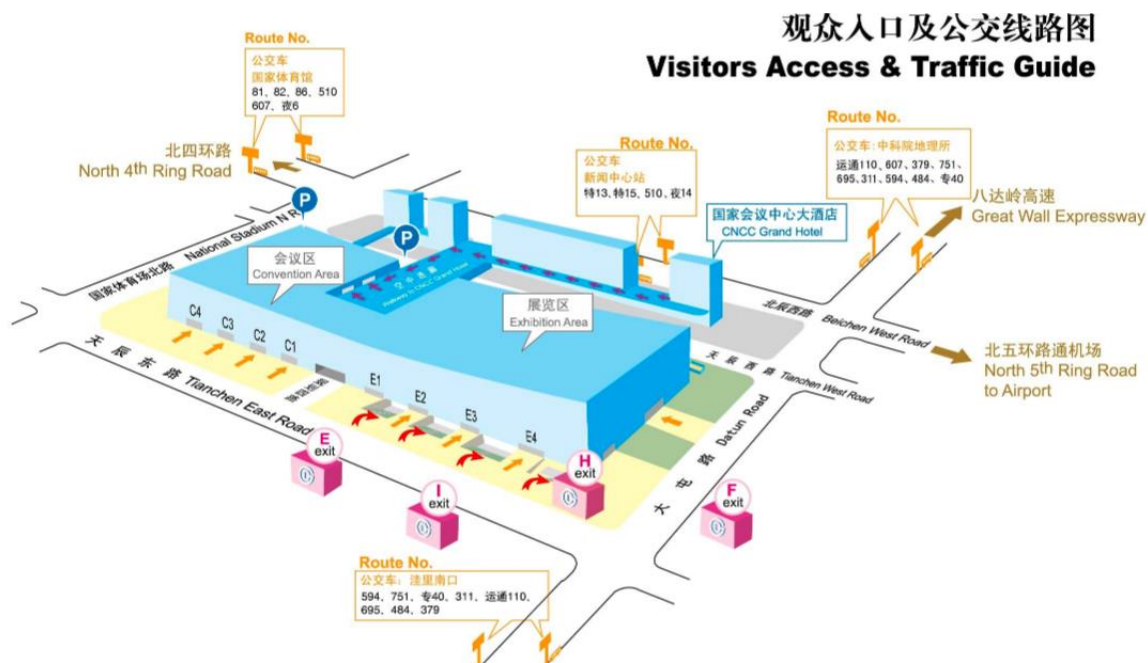 观众入口及公交线路图
Visitors Access & Traffic Guide
Route No.
公交车
国家体育馆
81、82、86、510
607、夜6
北四环路
North 4th Ring Road
P
P
Route No.
公交车
新闻中心站
特13、特15、510、夜14
Route No.
公交车:中科院地理所
运通110、607、379、751、
695、311、594、484、专40
八达岭高速
Great Wall Expressway
国家会议中心大酒店
CNCC Grand Hotel
国家体育场北路 National Stadium N R
会议区
Convention Area
空中连廊
Walkway to CNCC Grand Hotel
展览区
Exhibition Area
北辰西路 Beichen West Road
北五环路通机场
North 5th Ring Road
to Airport
天辰西路 Tianchen West Road
C4
C3
C2
C1
E1
E2
E3
E4
天辰东路 Tianchen East Road
大屯路 Datun Road
E
exit
I
exit
H
exit
F
exit
Route No.
公交车：洼里南口
594、751、专40、311、运通110、
695、484、379